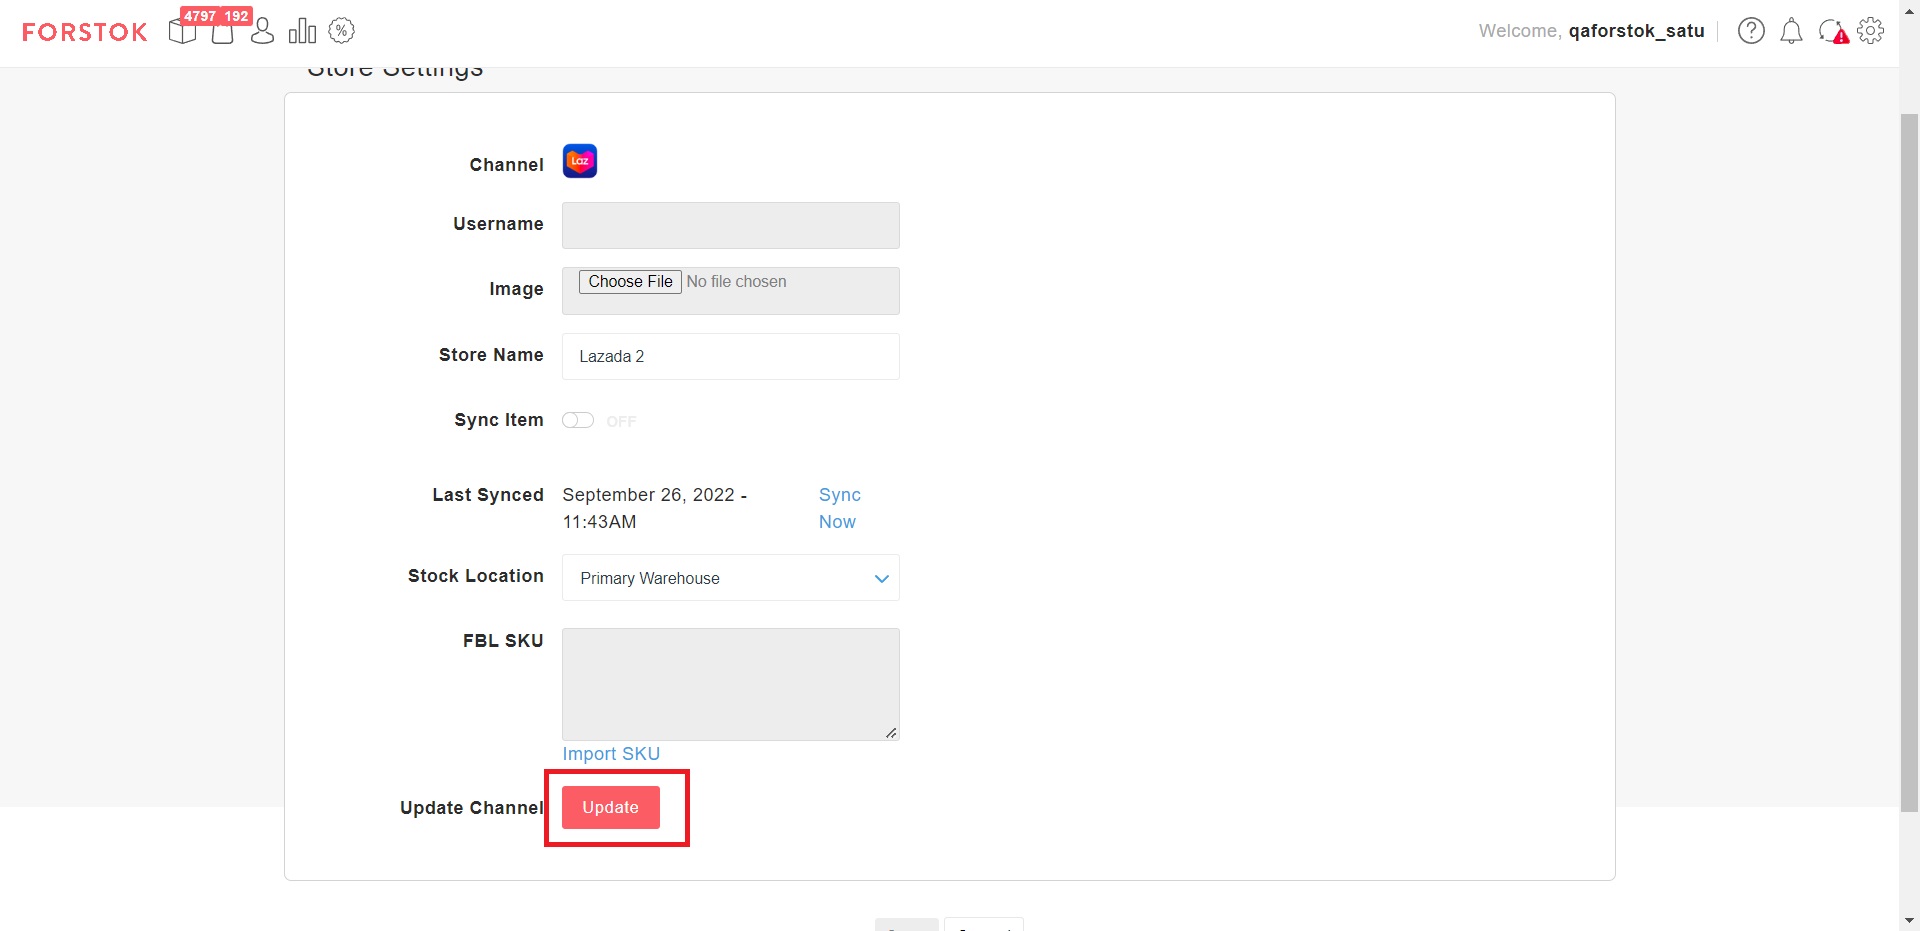 FORSTOK
4797 192
%
Welcome, qaforstok_satu
?
Store Settings
Channel
Laz
Username
Image
Choose File No file chosen
Store Name
Lazada 2
Sync Item
OFF
Last Synced
September 26, 2022 -
11:43AM
Sync
Now
Stock Location
Primary Warehouse
FBL SKU
Import SKU
Update Channel
Update